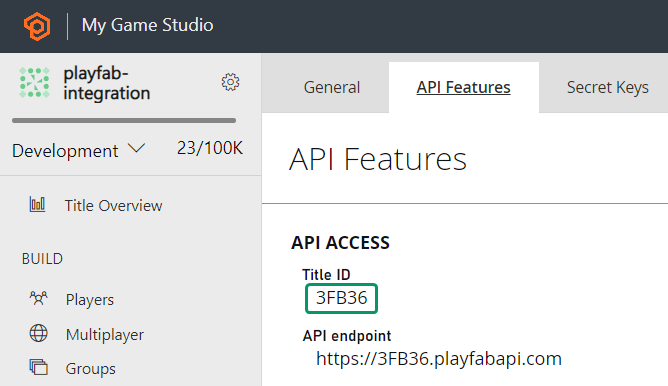 My Game Studio
playfab-
integration
Development 23/100K
Title Overview
BUILD
Players
Multiplayer
Groups
General API Features Secret Keys
API Features
API ACCESS
Title ID
3FB36
API endpoint
https://3FB36.playfabapi.com